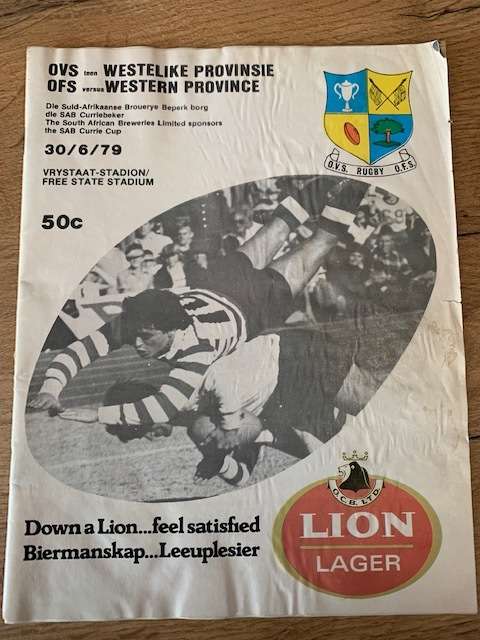 OVS teen WESTELIKE PROVINSIE
OFS versus WESTERN PROVINCE
Die Suid-Afrikaanse Brouerye Beperk borg
die SAB Curriebeker
The South African Breweries Limited sponsors
the SAB Currie Cup
30/6/79
VRYSTAAT-STADION/
FREE STATE STADIUM
50c
O.V.S. RUGBY O.F.S.
Down a Lion...feel satisfied
Biermanskap...Leeuplesier
O.C.B. LTD.
LION
LAGER